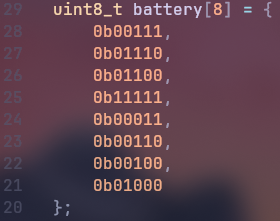 29 uint8_t battery[8] = {
28 0b00111,
27 0b01110,
26 0b01100,
25 0b11111,
24 0b00011,
23 0b00110,
22 0b00100,
21 0b01000
20 };